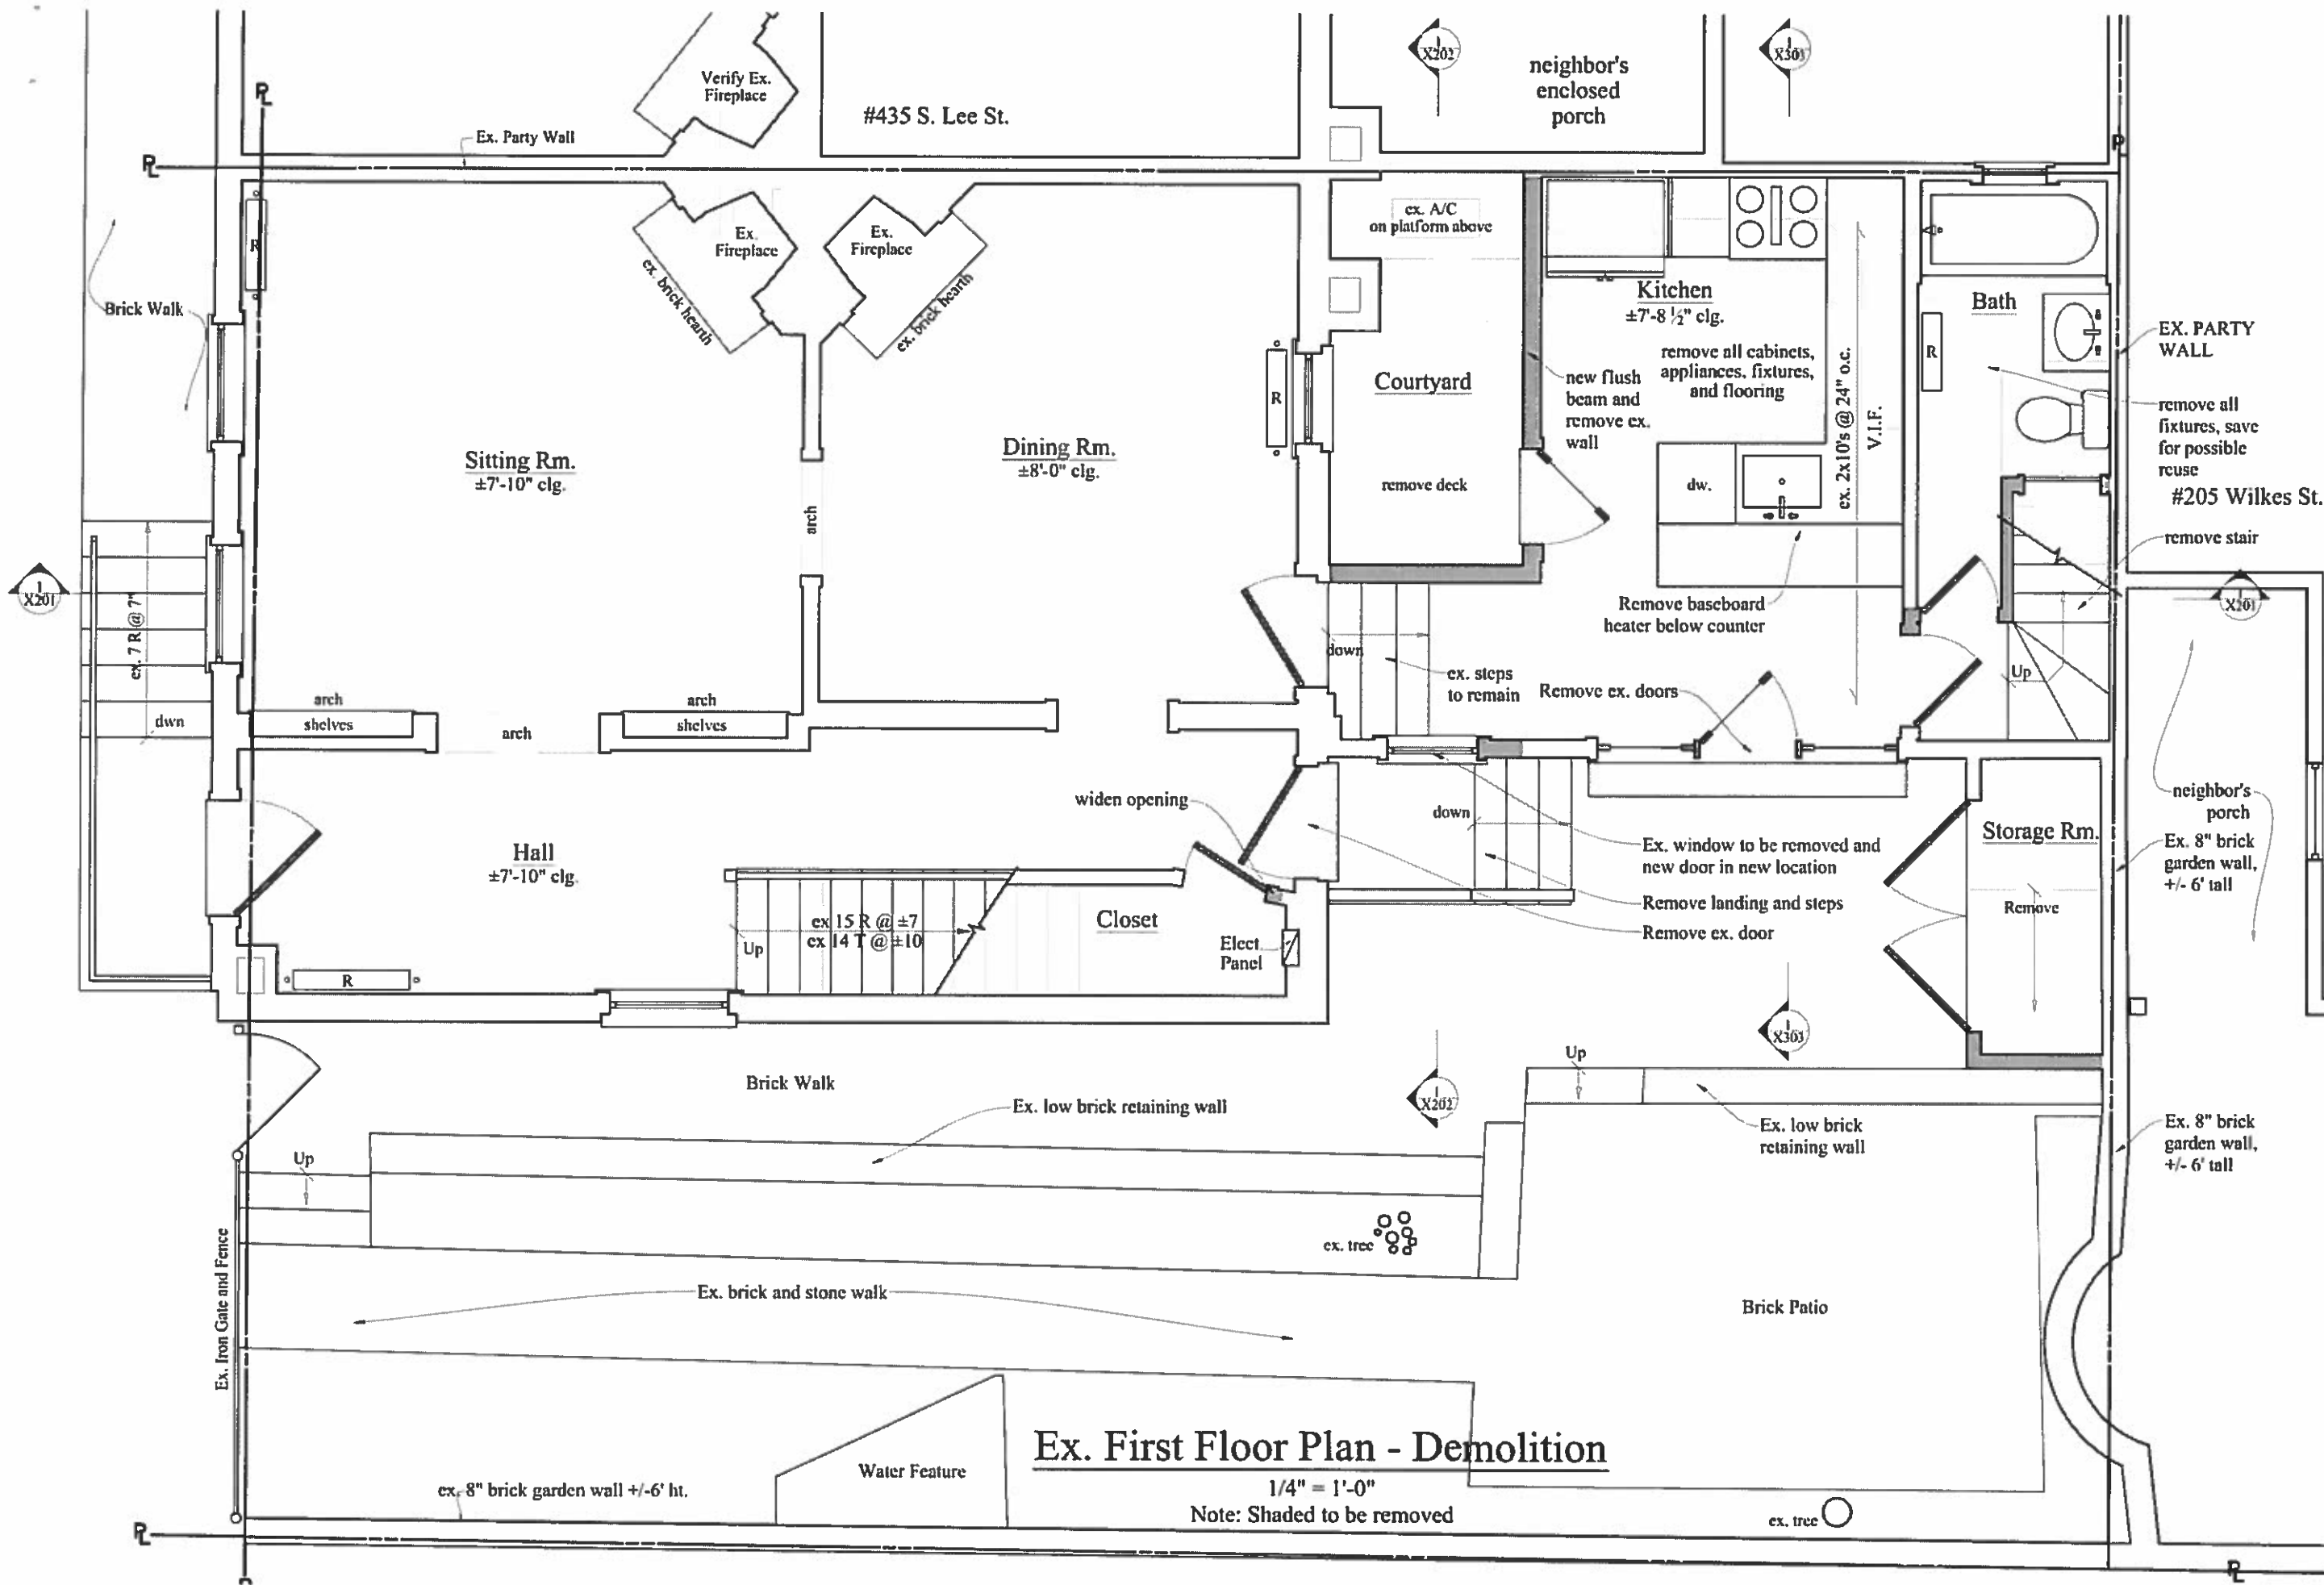 1
X202
1
X303
neighbor's
enclosed
porch
Verify Ex.
Fireplace
#435 S. Lee St.
PL
Ex. Party Wall
PL
P
ex. A/C
on platform above
R
Ex.
Fireplace
Ex.
Fireplace
ex. brick hearth
ex. brick hearth
Brick Walk
Kitchen
±7'-8 ½" clg.
Bath
remove all cabinets,
appliances, fixtures,
and flooring
ex. 2x10's @ 24" o.c.
V.I.F.
R
EX. PARTY
WALL
Courtyard
new flush
beam and
remove ex.
wall
R
remove all
fixtures, save
for possible
reuse
Sitting Rm.
±7'-10" clg.
Dining Rm.
±8'-0" clg.
remove deck
dw.
#205 Wilkes St.
arch
remove stair
1
X201
ex. 7 R @ 7"
dwn
Remove baseboard
heater below counter
1
X201
down
ex. steps
to remain
Remove ex. doors
Up
arch
shelves
arch
arch
shelves
widen opening
down
neighbor's
porch
Hall
±7'-10" clg.
Ex. window to be removed and
new door in new location
Storage Rm.
Ex. 8" brick
garden wall,
+/- 6' tall
Remove landing and steps
Remove
Remove ex. door
ex 15 R @ ±7
ex 14 T @ ±10
Up
Closet
Elect.
Panel
R
1
X303
Up
Brick Walk
Ex. low brick retaining wall
1
X202
Ex. low brick
retaining wall
Ex. 8" brick
garden wall,
+/- 6' tall
Up
Ex. Iron Gate and Fence
ex. tree
Ex. brick and stone walk
Brick Patio
Water Feature
Ex. First Floor Plan - Demolition
1/4" = 1'-0"
Note: Shaded to be removed
ex. 8" brick garden wall +/-6' ht.
ex. tree
PL
PL